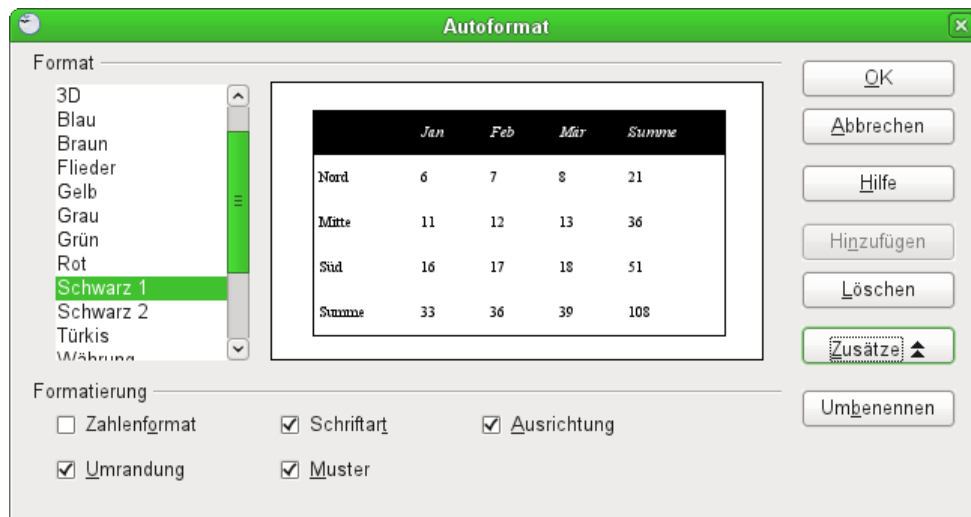 Autoformat
Format
3D
Blau
Braun
Flieder
Gelb
Grau
Grün
Rot
Schwarz 1
Schwarz 2
Türkis
Währung
Jan Feb Mär Summe
Nord 6 7 8 21
Mitte 11 12 13 36
Süd 16 17 18 51
Summe 33 36 39 108
OK
Abbrechen
Hilfe
Hinzufügen
Löschen
Zusätze
Umbenennen
Formatierung
Zahlenformat Schriftart Ausrichtung
Umrandung Muster